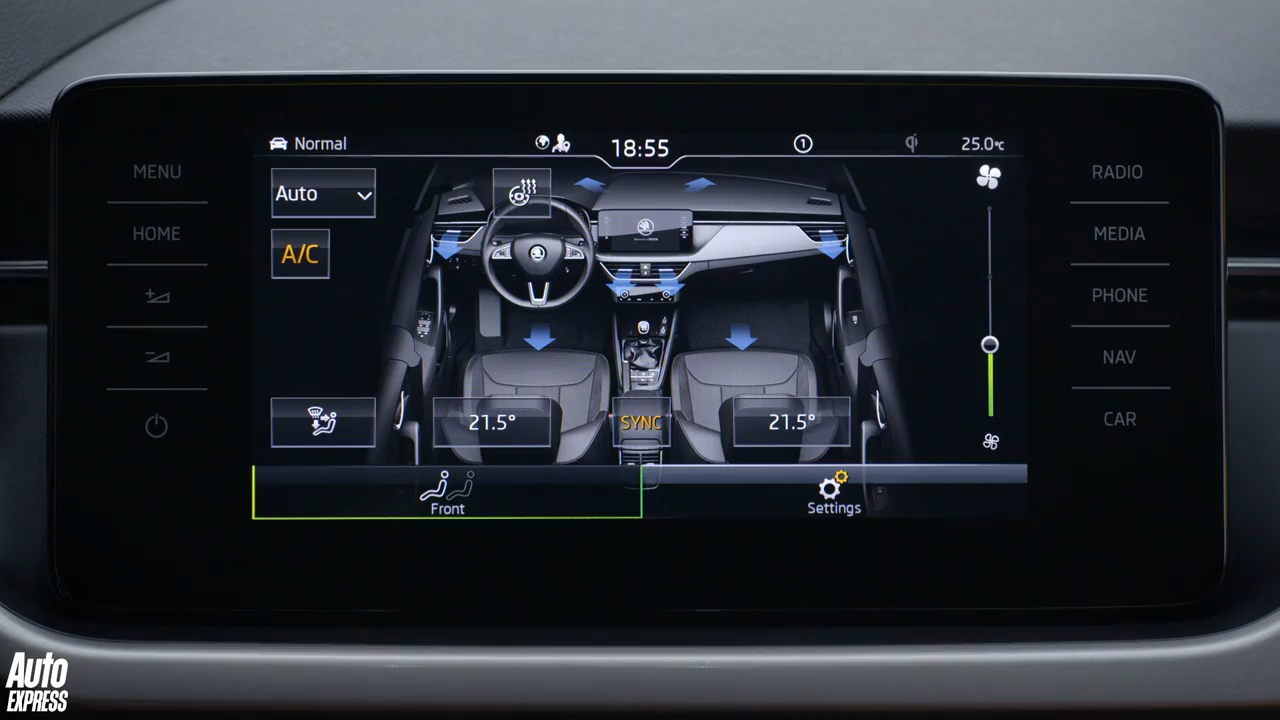 MENU
HOME
Normal
18:55
1
25.0°C
Auto
A/C
21.5°
SYNC
21.5°
Front
Settings
RADIO
MEDIA
PHONE
NAV
CAR
Auto
EXPRESS